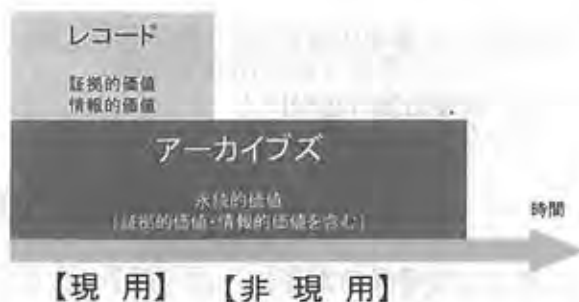 レコード
証拠的価値
情報的価値
アーカイブズ
永続的価値
(証拠的価値・情報的価値を含む)
時間
【現 用】 【非 現 用】